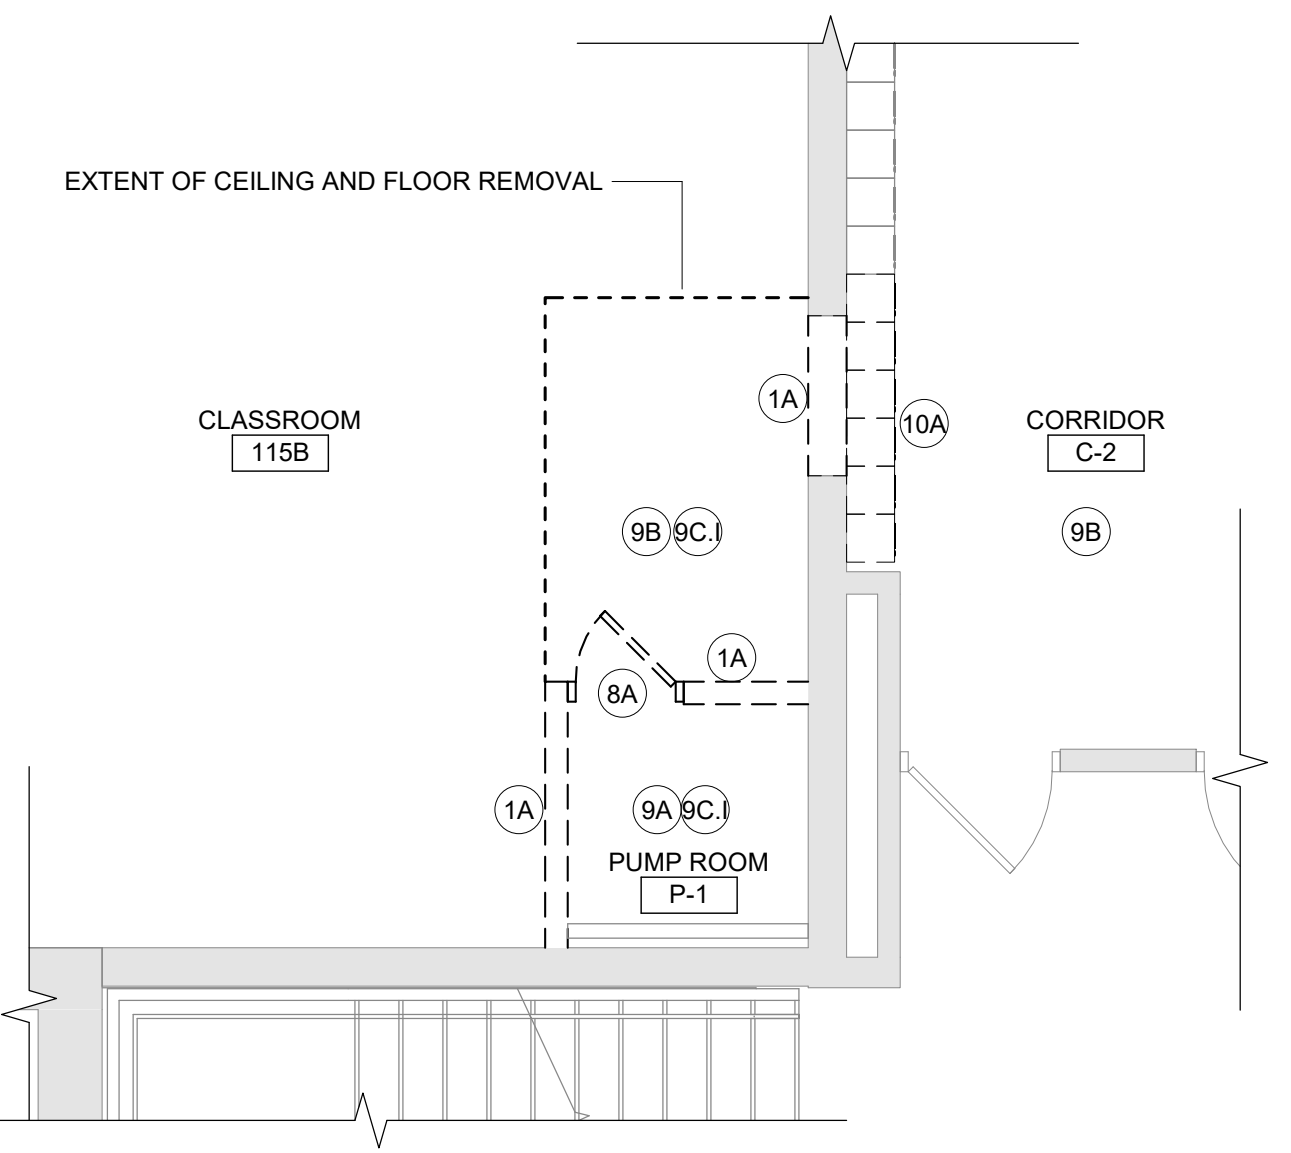 EXTENT OF CEILING AND FLOOR REMOVAL
1A
CLASSROOM
115B
10A
CORRIDOR
C-2
9B
9C.I
9B
1A
8A
1A
9A
9C.I
PUMP ROOM
P-1